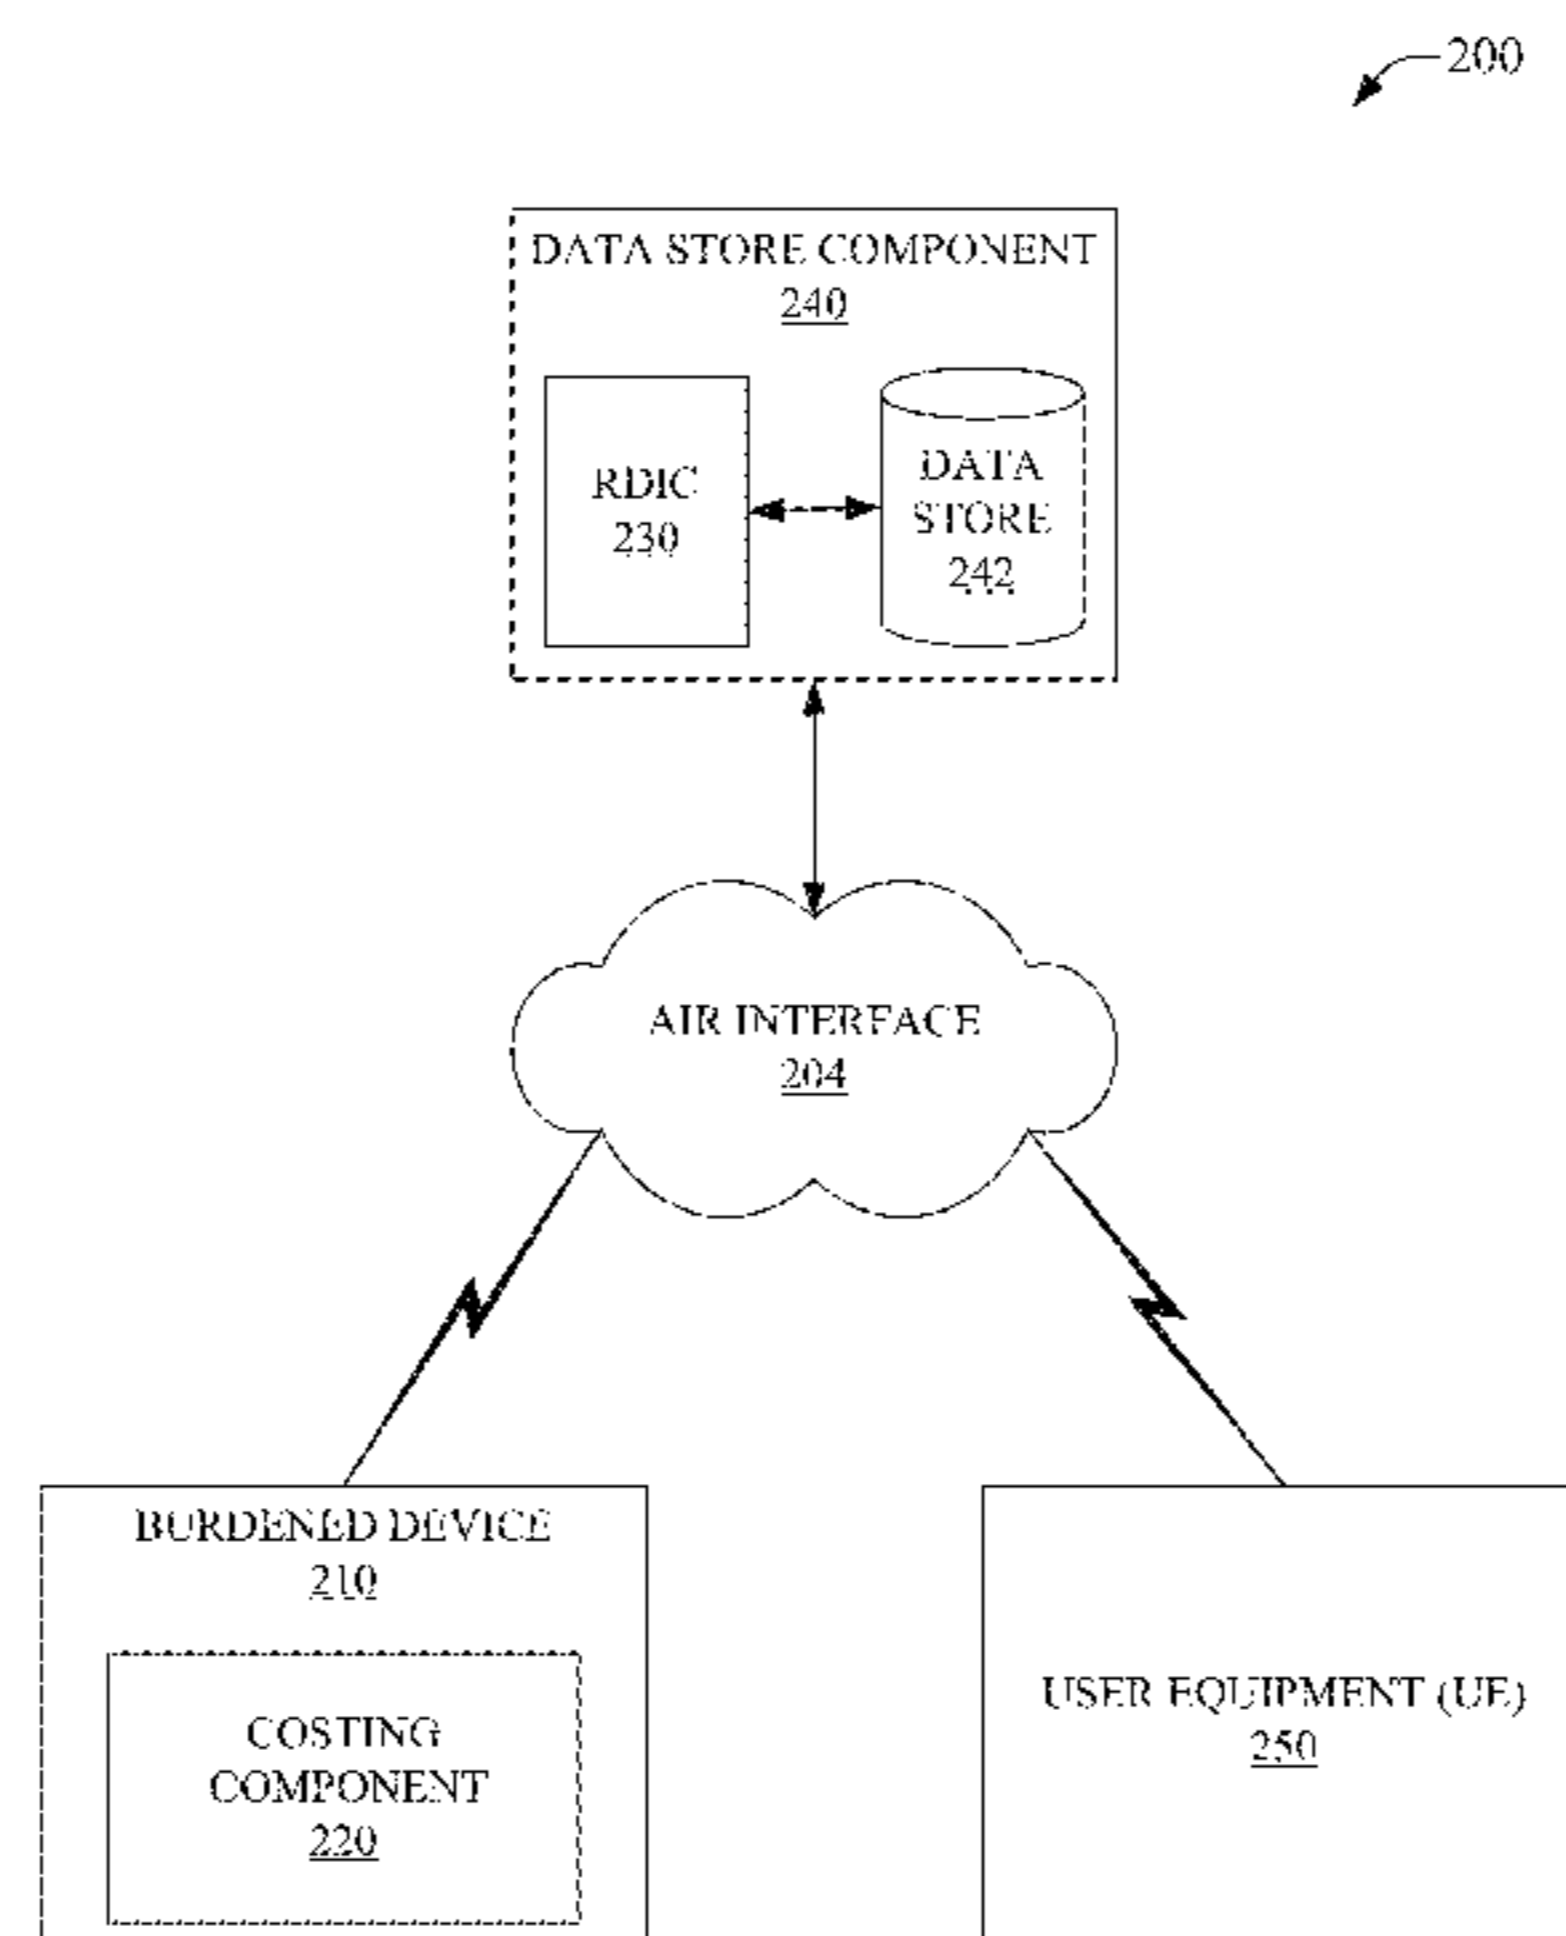 200
DATA STORE COMPONENT
240
RDIC
230
DATA
STORE
242
AIR INTERFACE
204
BURDENED DEVICE
210
COSTING
COMPONENT
220
USER EQUIPMENT (UE)
250